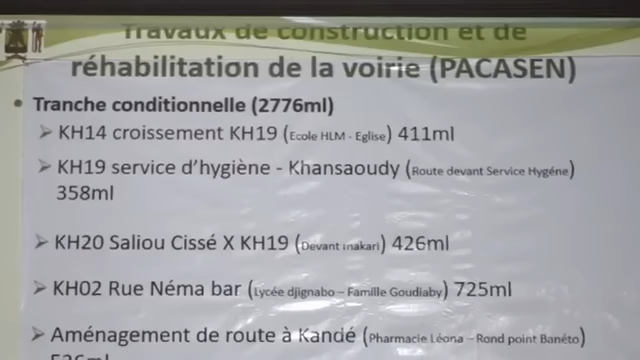 Travaux de construction et de
réhabilitation de la voirie (PACASEN)
• Tranche conditionnelle (2776ml)
➢ KH14 croissement KH19 (Ecole HLM - Eglise) 411ml
➢ KH19 service d’hygiène - Khansaoudy (Route devant Service Hygéne)
358ml
➢ KH20 Saliou Cissé X KH19 (Devant inakari) 426ml
➢ KH02 Rue Néma bar (Lycée djignabo – Famille Goudiaby) 725ml
➢ Aménagement de route à Kandé (Pharmacie Léona – Rond point Banéto)